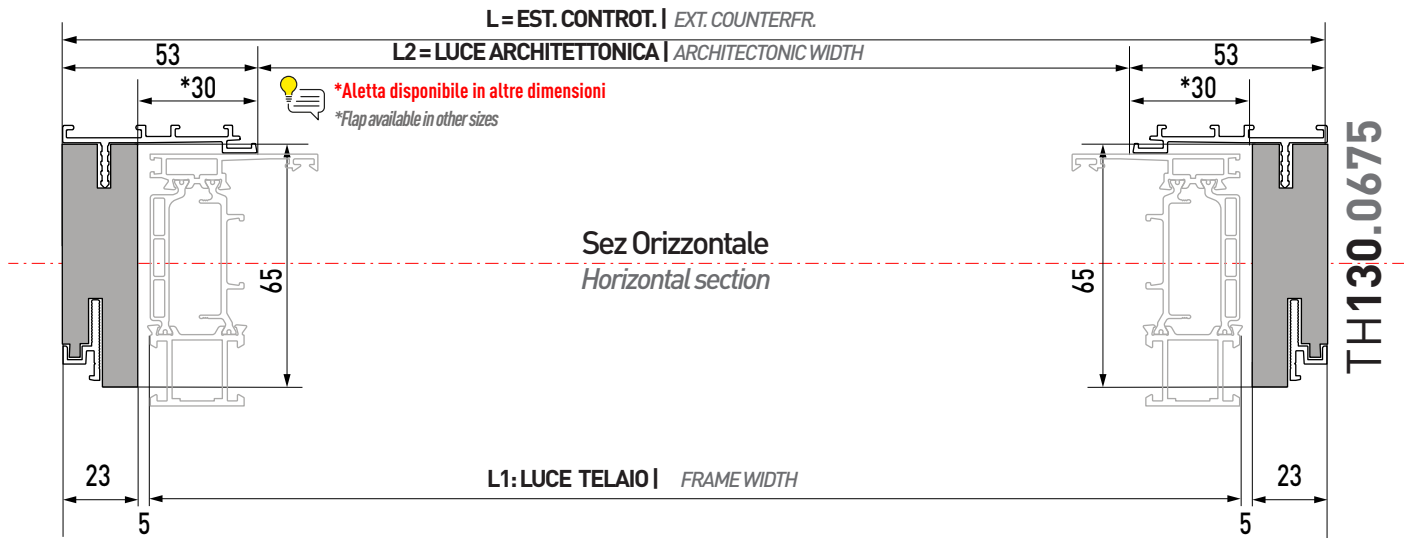 L = EST. CONTROT. | EXT. COUNTERFR.
53
L2 = LUCE ARCHITETTONICA | ARCHITECTONIC WIDTH
53
*30
*Aletta disponibile in altre dimensioni
*Flap available in other sizes
*30
65
Sez Orizzontale
Horizontal section
65
TH130.0675
23
L1: LUCE TELAIO | FRAME WIDTH
23
5
5